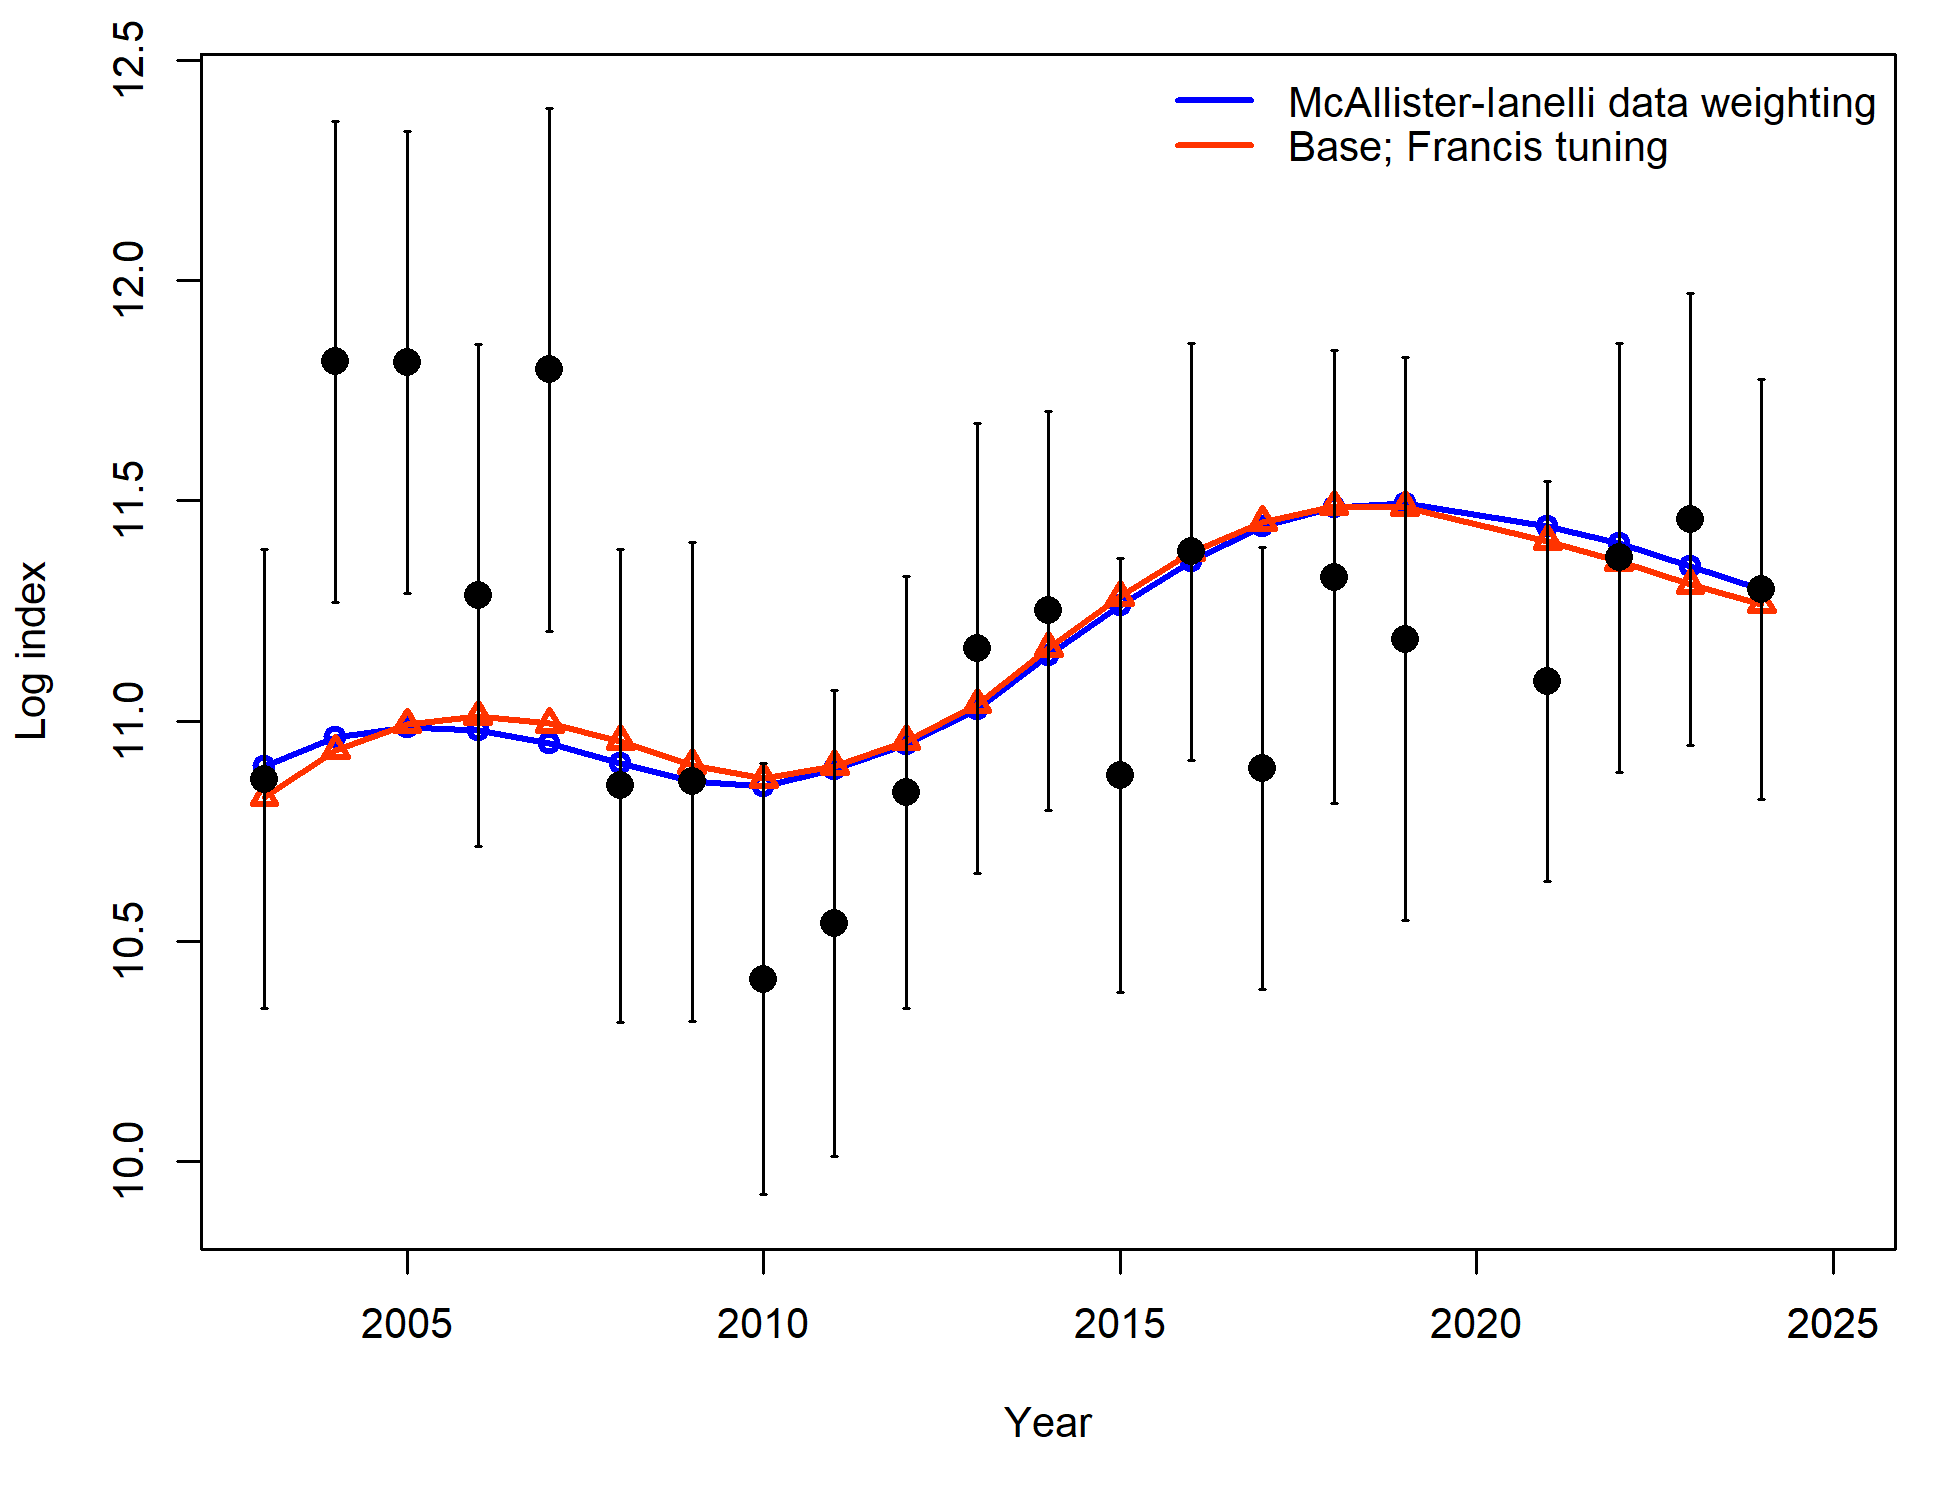 McAllister-Ianelli data weighting
Base; Francis tuning
Log index
12.5
12.0
11.5
11.0
10.5
10.0
2005 2010 2015 2020 2025
Year